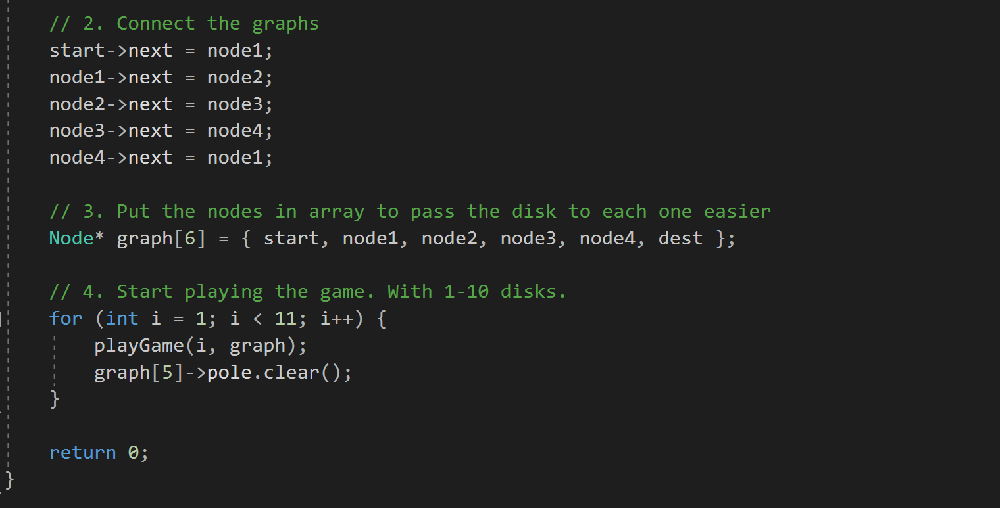 // 2. Connect the graphs
start->next = node1;
node1->next = node2;
node2->next = node3;
node3->next = node4;
node4->next = node1;
// 3. Put the nodes in array to pass the disk to each one easier
Node* graph[6] = { start, node1, node2, node3, node4, dest };
// 4. Start playing the game. With 1-10 disks.
for (int i = 1; i < 11; i++) {
playGame(i, graph);
graph[5]->pole.clear();
}
return 0;
}